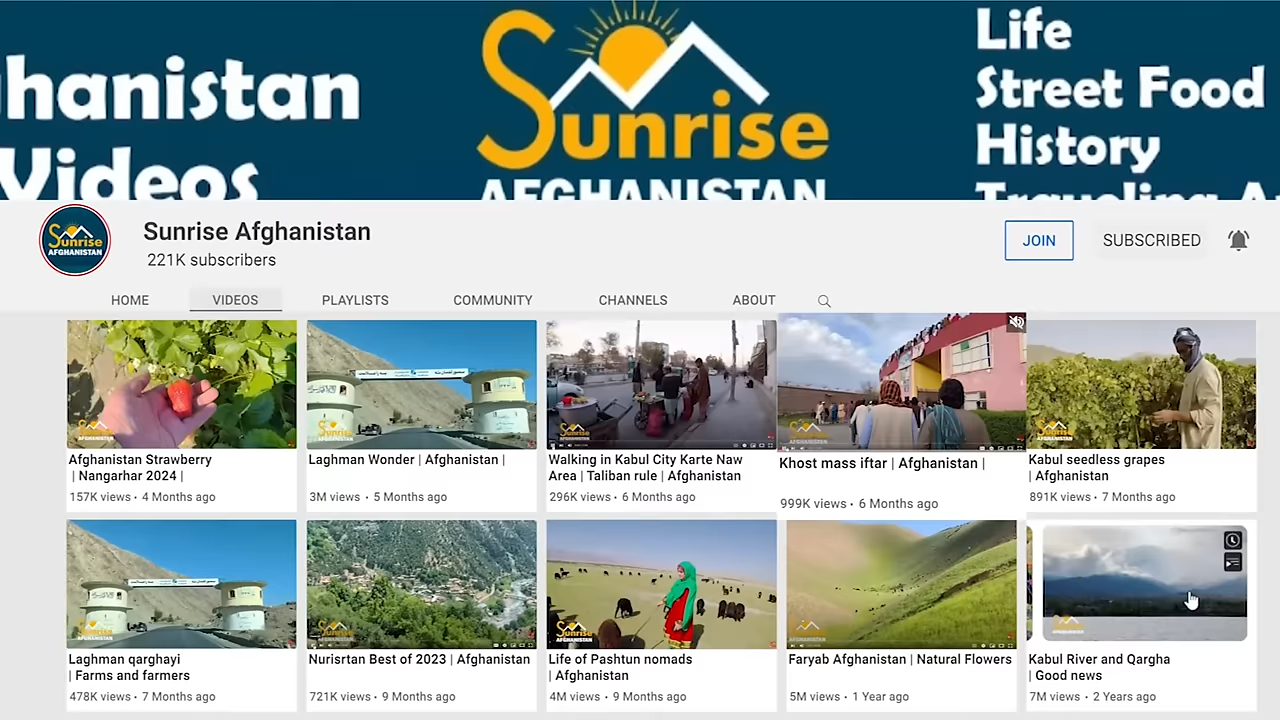 hanistan
Videos
Sunrise
AFGHANISTAN
Life
Street Food
History
Traveling A
Sunrise
AFGHANISTAN
Sunrise Afghanistan
221K subscribers
JOIN
SUBSCRIBED
HOME
VIDEOS
PLAYLISTS
COMMUNITY
CHANNELS
ABOUT
Afghanistan Strawberry
| Nangarhar 2024 |
157K views • 4 Months ago
Laghman Wonder | Afghanistan |
3M views • 5 Months ago
Walking in Kabul City Karte Naw
Area | Taliban rule | Afghanistan
296K views • 6 Months ago
Khost mass iftar | Afghanistan |
999K views • 6 Months ago
Kabul seedless grapes
| Afghanistan
891K views • 7 Months ago
Laghman qarghayi
| Farms and farmers
478K views • 7 Months ago
Nurisrtan Best of 2023 | Afghanistan
721K views • 9 Months ago
Life of Pashtun nomads
| Afghanistan
4M views • 9 Months ago
Faryab Afghanistan | Natural Flowers
5M views • 1 Year ago
Kabul River and Qargha
| Good news
7M views • 2 Years ago